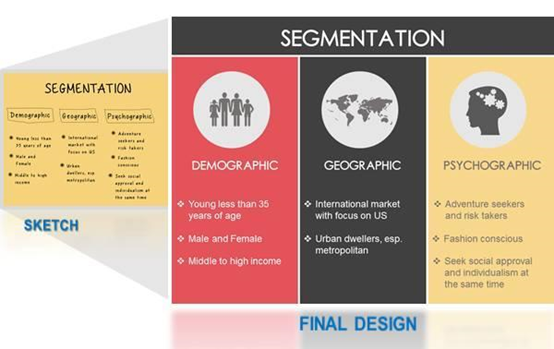 SEGMENTATION
Demographic
Young less than
35 years of age
Male and
Female
Middle to high
income
Geographic
International
market with
focus on US
Urban
dwellers, esp
metropolitan
Psychographic
Adventure
seekers and
risk takers
Fashion
concious
Seek social
approval and
individualism at
the same time
SKETCH
SEGMENTATION
DEMOGRAPHIC
Young less than 35
years of age
Male and Female
Middle to high income
GEOGRAPHIC
International market
with focus on US
Urban dwellers, esp.
metropolitan
PSYCHOGRAPHIC
Adventure seekers
and risk takers
Fashion conscious
Seek social approval
and individualism at
the same time
FINAL DESIGN